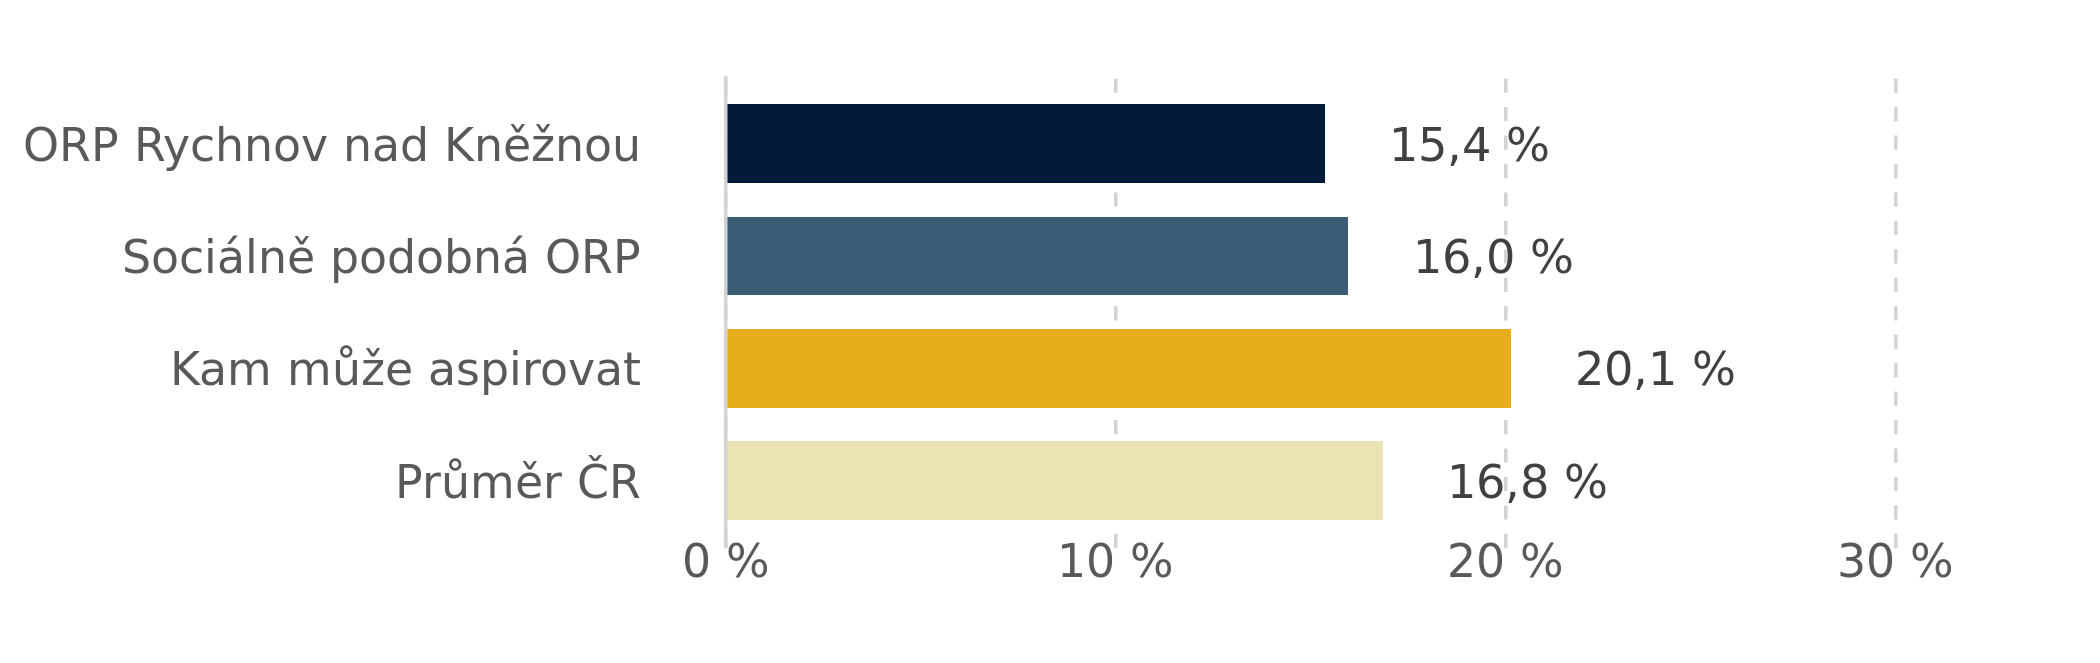 ORP Rychnov nad Kněžnou 15,4 %
Sociálně podobná ORP 16,0 %
Kam může aspirovat 20,1 %
Průměr ČR 16,8 %
0 % 10 % 20 % 30 %